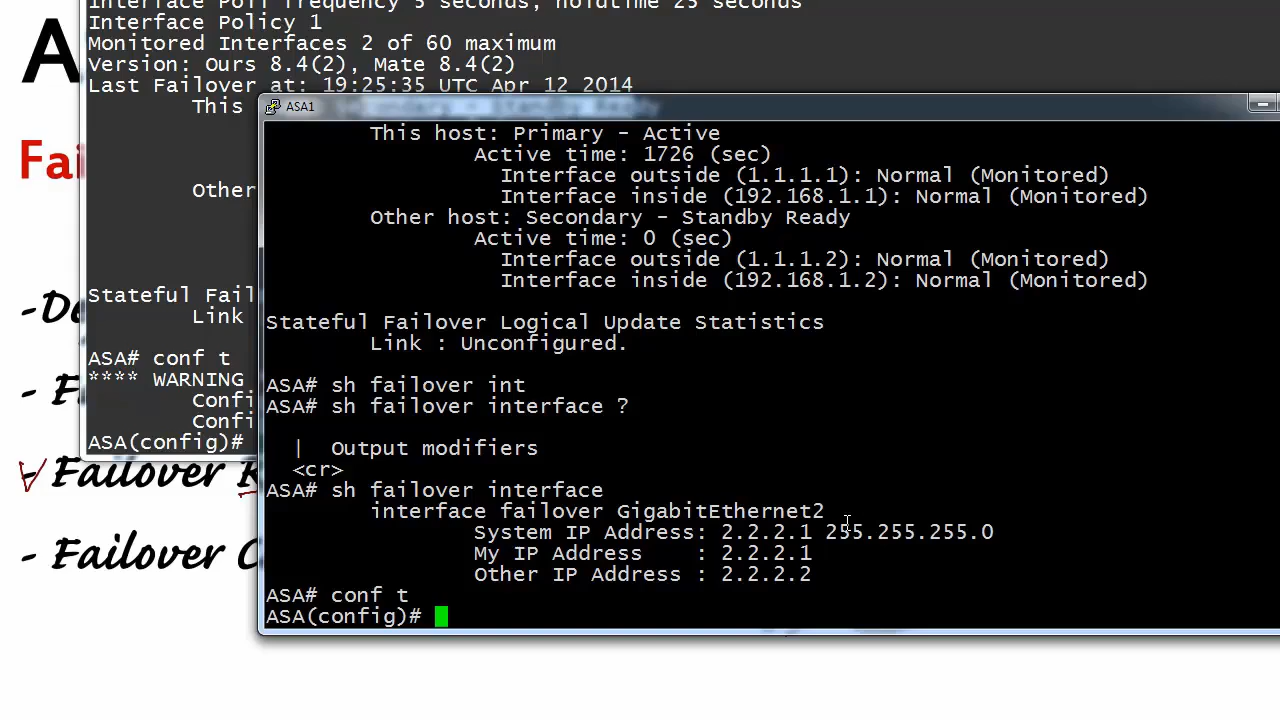 Interface Poll frequency 5 seconds, holdtime 25 seconds
Interface Policy 1
Monitored Interfaces 2 of 60 maximum
Version: Ours 8.4(2), Mate 8.4(2)
Last Failover at: 19:25:35 UTC Apr 12 2014
This
Other
Stateful Fail
Link
ASA# conf t
**** WARNING
Confi
Confi
ASA(config)#
A
Fai
- De
- F
- Failover R
- Failover C
ASA1
This host: Primary - Active
Active time: 1726 (sec)
Interface outside (1.1.1.1): Normal (Monitored)
Interface inside (192.168.1.1): Normal (Monitored)
Other host: Secondary - Standby Ready
Active time: 0 (sec)
Interface outside (1.1.1.2): Normal (Monitored)
Interface inside (192.168.1.2): Normal (Monitored)
Stateful Failover Logical Update Statistics
Link : Unconfigured.
ASA# sh failover int
ASA# sh failover interface ?
| Output modifiers
<cr>
ASA# sh failover interface
interface failover GigabitEthernet2
System IP Address: 2.2.2.1 255.255.255.0
My IP Address : 2.2.2.1
Other IP Address : 2.2.2.2
ASA# conf t
ASA(config)#